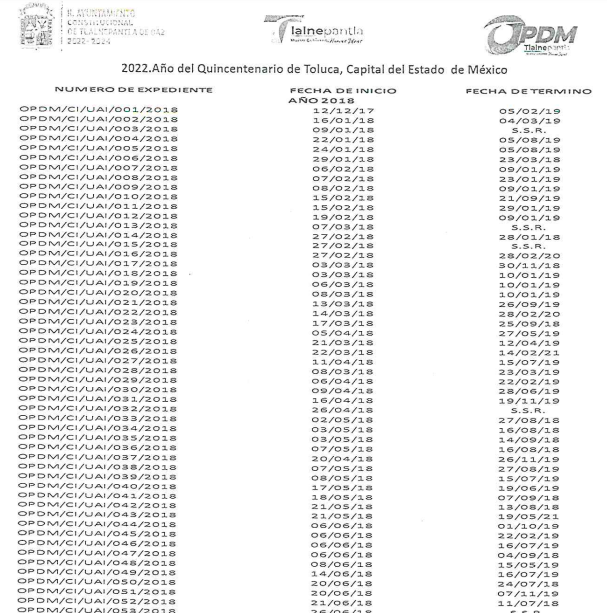 H. AYUNTAMIENTO
CONSTITUCIONAL
DE TLALNEPANTLA DE BAZ
2022-2024
Tlalnepantla
OPDM
Tlalnepantla
2022.Año del Quincentenario de Toluca, Capital del Estado de México
NUMERO DE EXPEDIENTE FECHA DE INICIO FECHA DE TERMINO
AÑO 2018
OPDM/CI/UAI/001/2018 12/12/17 05/02/19
OPDM/CI/UAI/002/2018 16/01/18 04/03/19
OPDM/CI/UAI/003/2018 09/01/18 S.S.R.
OPDM/CI/UAI/004/2018 22/01/18 05/08/19
OPDM/CI/UAI/005/2018 24/01/18 05/08/19
OPDM/CI/UAI/006/2018 29/01/18 23/03/18
OPDM/CI/UAI/007/2018 06/02/18 09/01/19
OPDM/CI/UAI/008/2018 07/02/18 23/01/19
OPDM/CI/UAI/009/2018 08/02/18 09/01/19
OPDM/CI/UAI/010/2018 15/02/18 21/09/19
OPDM/CI/UAI/011/2018 15/02/18 29/01/19
OPDM/CI/UAI/012/2018 19/02/18 09/01/19
OPDM/CI/UAI/013/2018 07/03/18 S.S.R.
OPDM/CI/UAI/014/2018 27/02/18 28/01/18
OPDM/CI/UAI/015/2018 27/02/18 S.S.R.
OPDM/CI/UAI/016/2018 27/02/18 28/02/20
OPDM/CI/UAI/017/2018 03/03/18 30/11/18
OPDM/CI/UAI/018/2018 03/03/18 10/01/19
OPDM/CI/UAI/019/2018 06/03/18 10/01/19
OPDM/CI/UAI/020/2018 08/03/18 10/01/19
OPDM/CI/UAI/021/2018 13/03/18 26/09/19
OPDM/CI/UAI/022/2018 14/03/18 28/02/20
OPDM/CI/UAI/023/2018 17/03/18 25/09/18
OPDM/CI/UAI/024/2018 05/04/18 27/05/19
OPDM/CI/UAI/025/2018 21/03/18 12/04/19
OPDM/CI/UAI/026/2018 22/03/18 14/02/21
OPDM/CI/UAI/027/2018 11/04/18 15/07/19
OPDM/CI/UAI/028/2018 08/03/18 23/03/19
OPDM/CI/UAI/029/2018 06/04/18 22/02/19
OPDM/CI/UAI/030/2018 09/04/18 28/06/19
OPDM/CI/UAI/031/2018 16/04/18 19/11/19
OPDM/CI/UAI/032/2018 26/04/18 S.S.R.
OPDM/CI/UAI/033/2018 02/05/18 27/08/18
OPDM/CI/UAI/034/2018 03/05/18 16/08/18
OPDM/CI/UAI/035/2018 03/05/18 14/09/18
OPDM/CI/UAI/036/2018 07/05/18 16/08/18
OPDM/CI/UAI/037/2018 20/04/18 26/11/19
OPDM/CI/UAI/038/2018 07/05/18 27/08/19
OPDM/CI/UAI/039/2018 08/05/18 15/07/19
OPDM/CI/UAI/040/2018 17/05/18 19/06/19
OPDM/CI/UAI/041/2018 18/05/18 07/09/18
OPDM/CI/UAI/042/2018 21/05/18 13/08/18
OPDM/CI/UAI/043/2018 21/05/18 19/05/21
OPDM/CI/UAI/044/2018 06/06/18 01/10/19
OPDM/CI/UAI/045/2018 06/06/18 22/02/19
OPDM/CI/UAI/046/2018 06/06/18 16/07/19
OPDM/CI/UAI/047/2018 06/06/18 04/09/18
OPDM/CI/UAI/048/2018 08/06/18 15/05/19
OPDM/CI/UAI/049/2018 14/06/18 16/07/19
OPDM/CI/UAI/050/2018 20/06/18 24/07/18
OPDM/CI/UAI/051/2018 20/06/18 07/11/19
OPDM/CI/UAI/052/2018 21/06/18 11/07/18
OPDM/CI/UAI/053/2018 26/06/18 S.S.R.